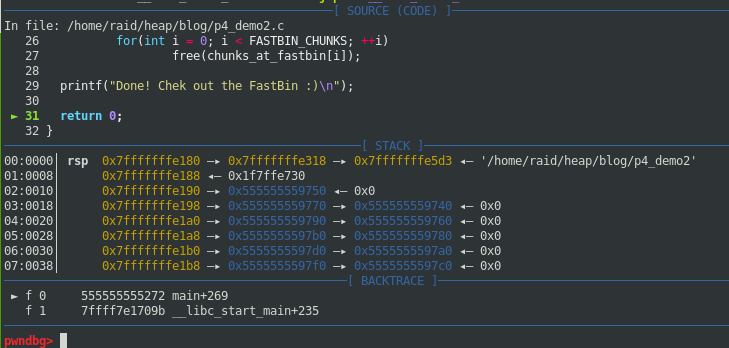 [ SOURCE (CODE) ]
In file: /home/raid/heap/blog/p4_demo2.c
26 for(int i = 0; i < FASTBIN_CHUNKS; ++i)
27 free(chunks_at_fastbin[i]);
28
29 printf("Done! Chek out the FastBin :)\n");
30
► 31 return 0;
32 }
[ STACK ]
00:0000│ rsp 0x7fffffffe180 —▸ 0x7fffffffe318 —▸ 0x7fffffffe5d3 ◂— '/home/raid/heap/blog/p4_demo2'
01:0008│ 0x7fffffffe188 ◂— 0x1f7ffe730
02:0010│ 0x7fffffffe190 —▸ 0x555555559750 ◂— 0x0
03:0018│ 0x7fffffffe198 —▸ 0x555555559770 —▸ 0x555555559740 ◂— 0x0
04:0020│ 0x7fffffffe1a0 —▸ 0x555555559790 —▸ 0x555555559760 ◂— 0x0
05:0028│ 0x7fffffffe1a8 —▸ 0x5555555597b0 —▸ 0x555555559780 ◂— 0x0
06:0030│ 0x7fffffffe1b0 —▸ 0x5555555597d0 —▸ 0x5555555597a0 ◂— 0x0
07:0038│ 0x7fffffffe1b8 —▸ 0x5555555597f0 —▸ 0x5555555597c0 ◂— 0x0
[ BACKTRACE ]
► f 0 555555555272 main+269
f 1 7ffff7e1709b __libc_start_main+235
pwndbg>